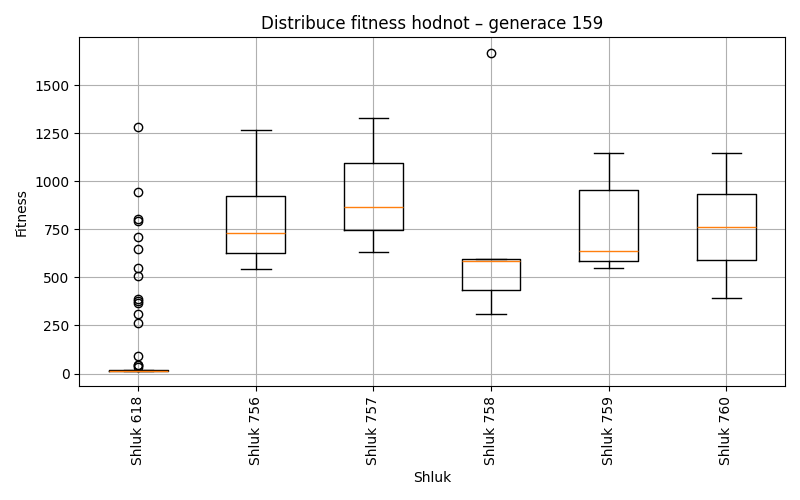 Distribuce fitness hodnot – generace 159
Fitness
1500
1250
1000
750
500
250
0
Shluk 618
Shluk 756
Shluk 757
Shluk 758
Shluk 759
Shluk 760
Shluk